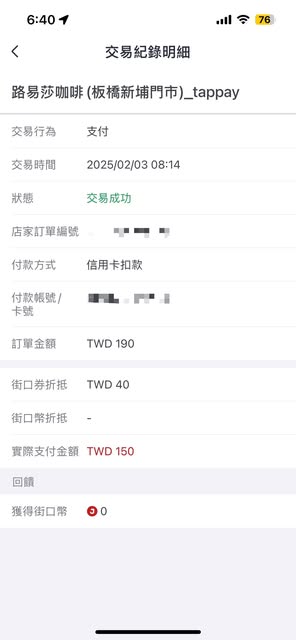 6:40
76
交易紀錄明細
路易莎咖啡(板橋新埔門市)_tappay
交易行為 支付
交易時間 2025/02/03 08:14
狀態 交易成功
店家訂單編號
付款方式 信用卡扣款
付款帳號/
卡號
訂單金額 TWD 190
街口券折抵 TWD 40
街口幣折抵 -
實際支付金額 TWD 150
回饋
獲得街口幣 0